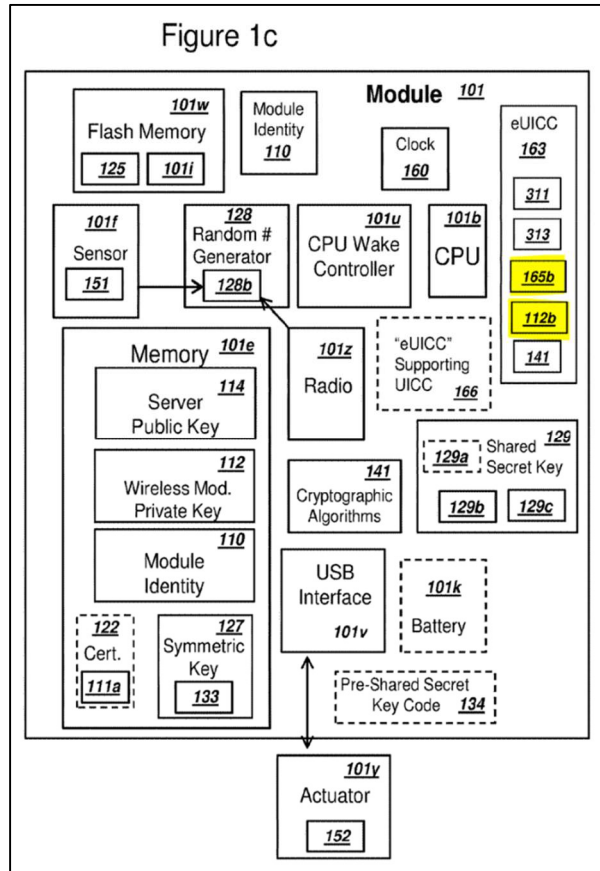 Figure 1c
Module 101
101w
Flash Memory
125 101i
Module
Identity
110
Clock
160
eUICC
163
311
313
165b
112b
141
101f
Sensor
151
128
Random #
Generator
128b
101u
CPU Wake
Controller
101b
CPU
Memory 101e
114
Server
Public Key
112
Wireless Mod.
Private Key
110
Module
Identity
122
Cert.
111a
127
Symmetric
Key
133
101z
Radio
"eUICC"
Supporting
UICC
166
141
Cryptographic
Algorithms
129
129a Shared
Secret Key
129b 129c
USB
Interface
101v
101k
Battery
Pre-Shared Secret
Key Code 134
101y
Actuator
152